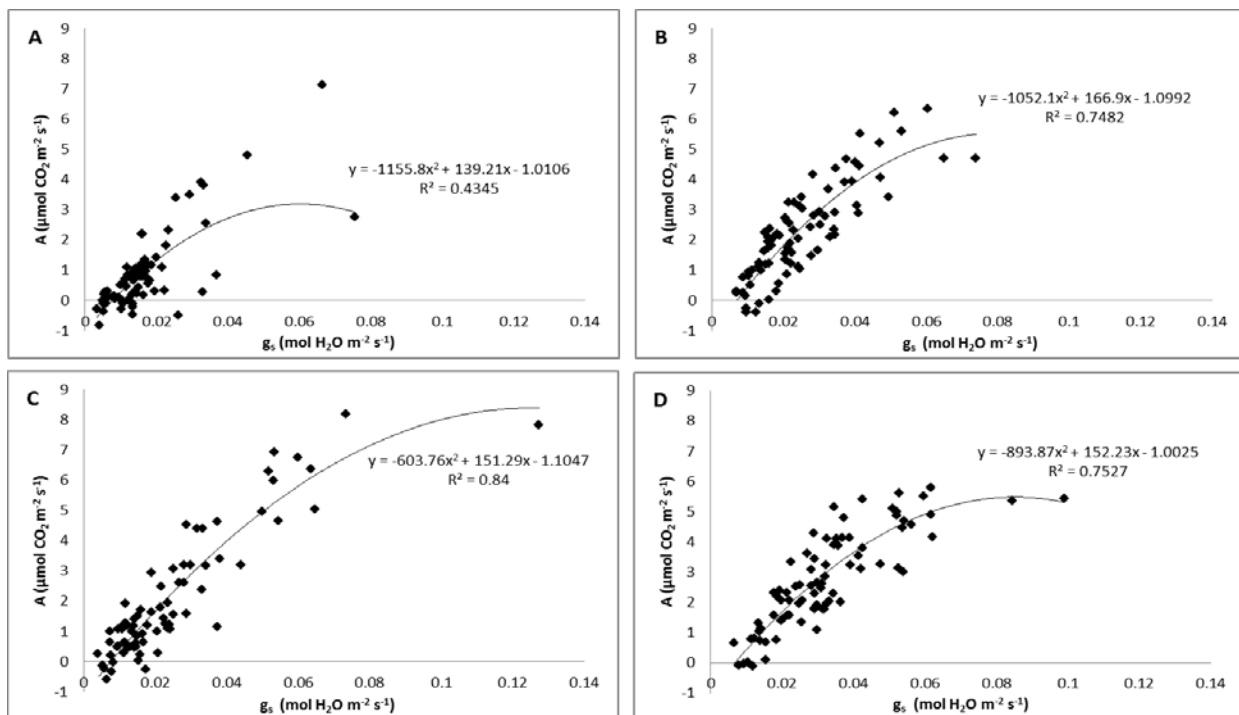 A
9
8
7
6
5
4
3
2
1
0
-1
A (µmol CO₂ m⁻² s⁻¹)
y = -1155.8x² + 139.21x - 1.0106
R² = 0.4345
0 0.02 0.04 0.06 0.08 0.1 0.12 0.14
gₛ (mol H₂O m⁻² s⁻¹)
B
9
8
7
6
5
4
3
2
1
0
-1
A (µmol CO₂ m⁻² s⁻¹)
y = -1052.1x² + 166.9x - 1.0992
R² = 0.7482
0 0.02 0.04 0.06 0.08 0.1 0.12 0.14
gₛ (mol H₂O m⁻² s⁻¹)
C
9
8
7
6
5
4
3
2
1
0
-1
A (µmol CO₂ m⁻² s⁻¹)
y = -603.76x² + 151.29x - 1.1047
R² = 0.84
0 0.02 0.04 0.06 0.08 0.1 0.12 0.14
gₛ (mol H₂O m⁻² s⁻¹)
D
9
8
7
6
5
4
3
2
1
0
-1
A (µmol CO₂ m⁻² s⁻¹)
y = -893.87x² + 152.23x - 1.0025
R² = 0.7527
0 0.02 0.04 0.06 0.08 0.1 0.12 0.14
gₛ (mol H₂O m⁻² s⁻¹)